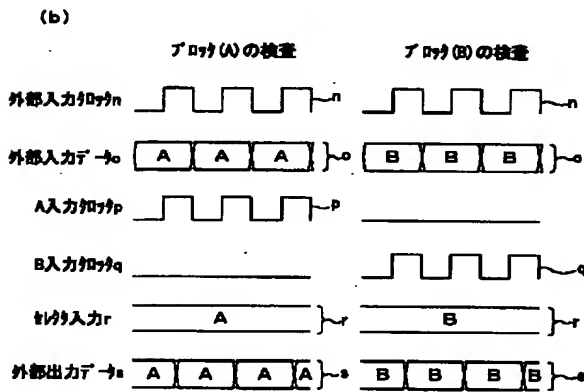 (b)
ブロック(A)の検査 ブロック(B)の検査
外部入力クロックn n n
外部入力データo A A A o B B B o
A入力クロックp p
B入力クロックq q
セレクタ入力r A r B r
外部出力データs A A A A s B B B B s